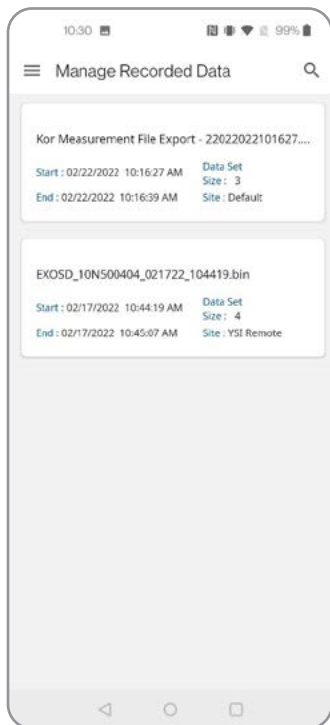 10:30 99%
Manage Recorded Data
Kor Measurement File Export - 22022022101627....
Start : 02/22/2022 10:16:27 AM Data Set Size : 3
End : 02/22/2022 10:16:39 AM Site : Default
EXOSD_10N500404_021722_104419.bin
Start : 02/17/2022 10:44:19 AM Data Set Size : 4
End : 02/17/2022 10:45:07 AM Site : YSI Remote